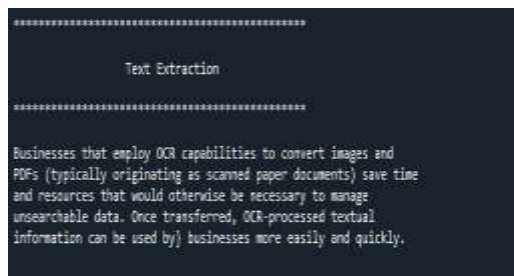 ************************************************
Text Extraction
************************************************
Businesses that employ OCR capabilities to convert images and
PDFs (typically originating as scanned paper documents) save time
and resources that would otherwise be necessary to manage
unsearchable data. Once transferred, OCR-processed textual
information can be used by} businesses more easily and quickly.